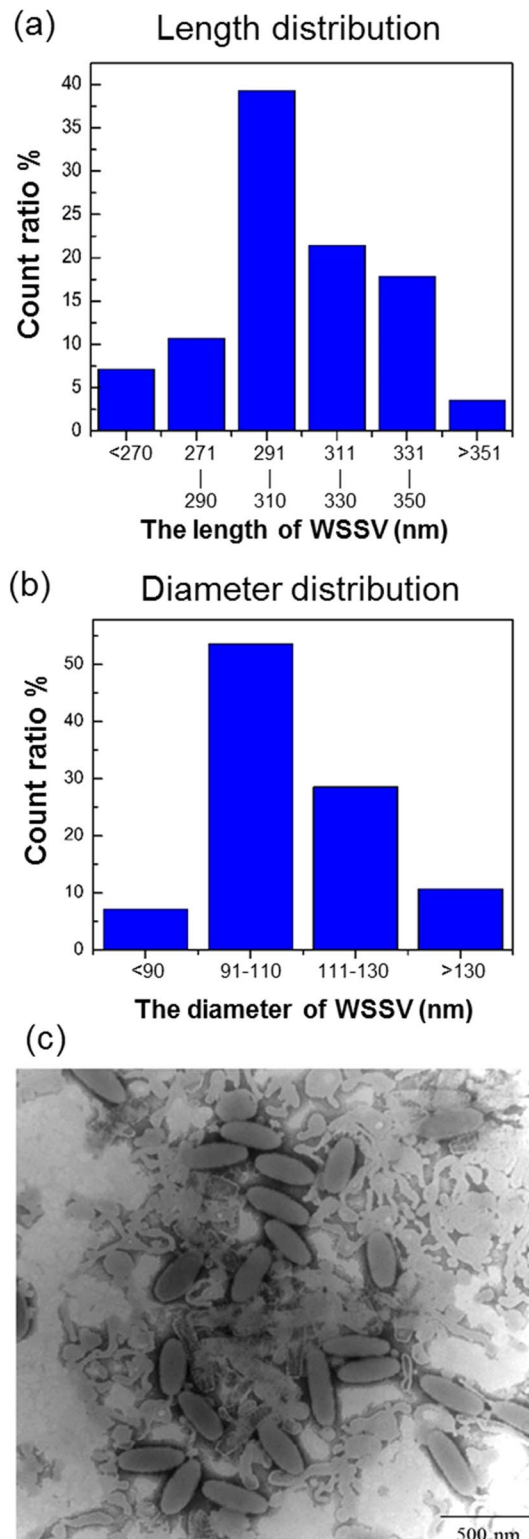 (a) Length distribution
Count ratio %
40
35
30
25
20
15
10
5
0
<270 271 291 311 331 >351
| | | |
290 310 330 350
The length of WSSV (nm)
(b) Diameter distribution
Count ratio %
50
40
30
20
10
0
<90 91-110 111-130 >130
The diameter of WSSV (nm)
(c)
500 nm